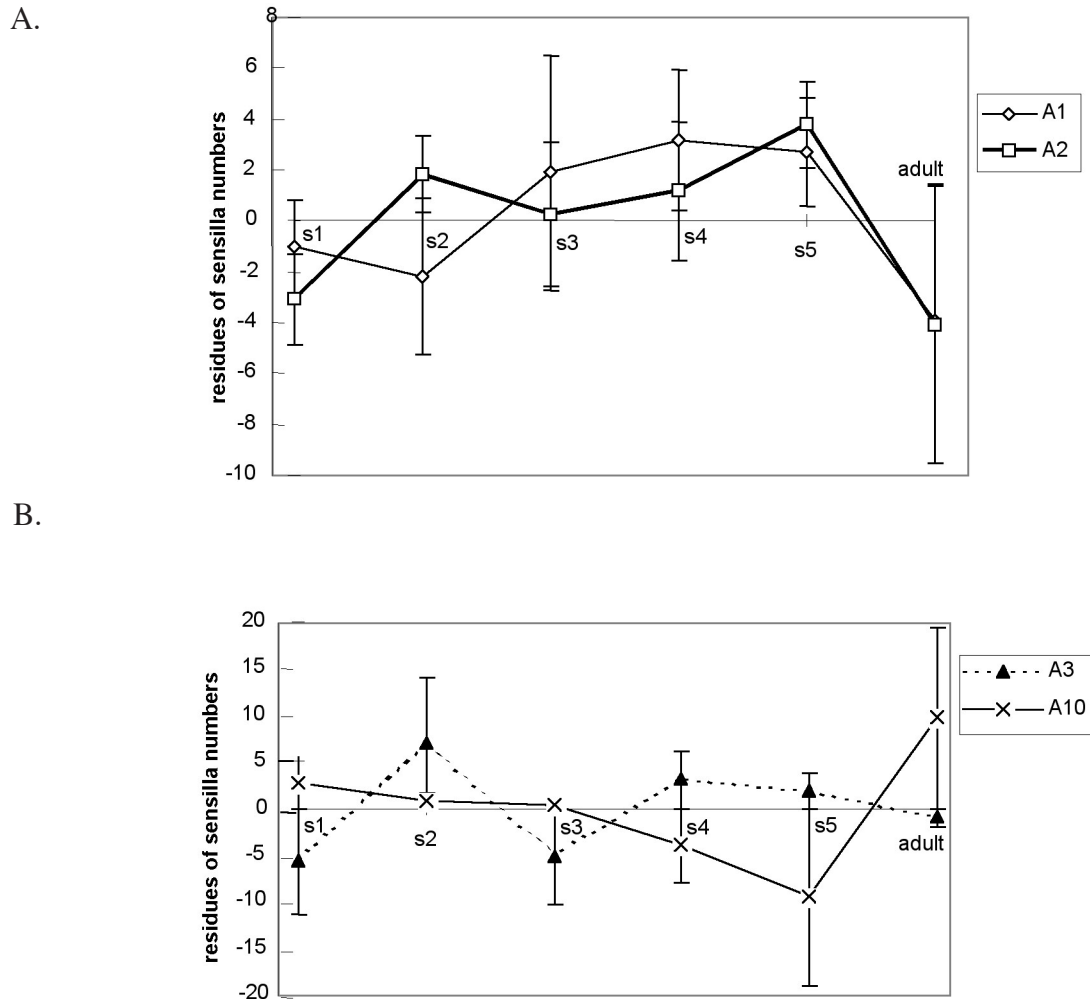 A.
8
6
4
2
0
-2
-4
-6
-8
-10
residues of sensilla numbers
s1
s2
s3
s4
s5
adult
A1
A2
B.
20
15
10
5
0
-5
-10
-15
-20
residues of sensilla numbers
s1
s2
s3
s4
s5
adult
A3
A10